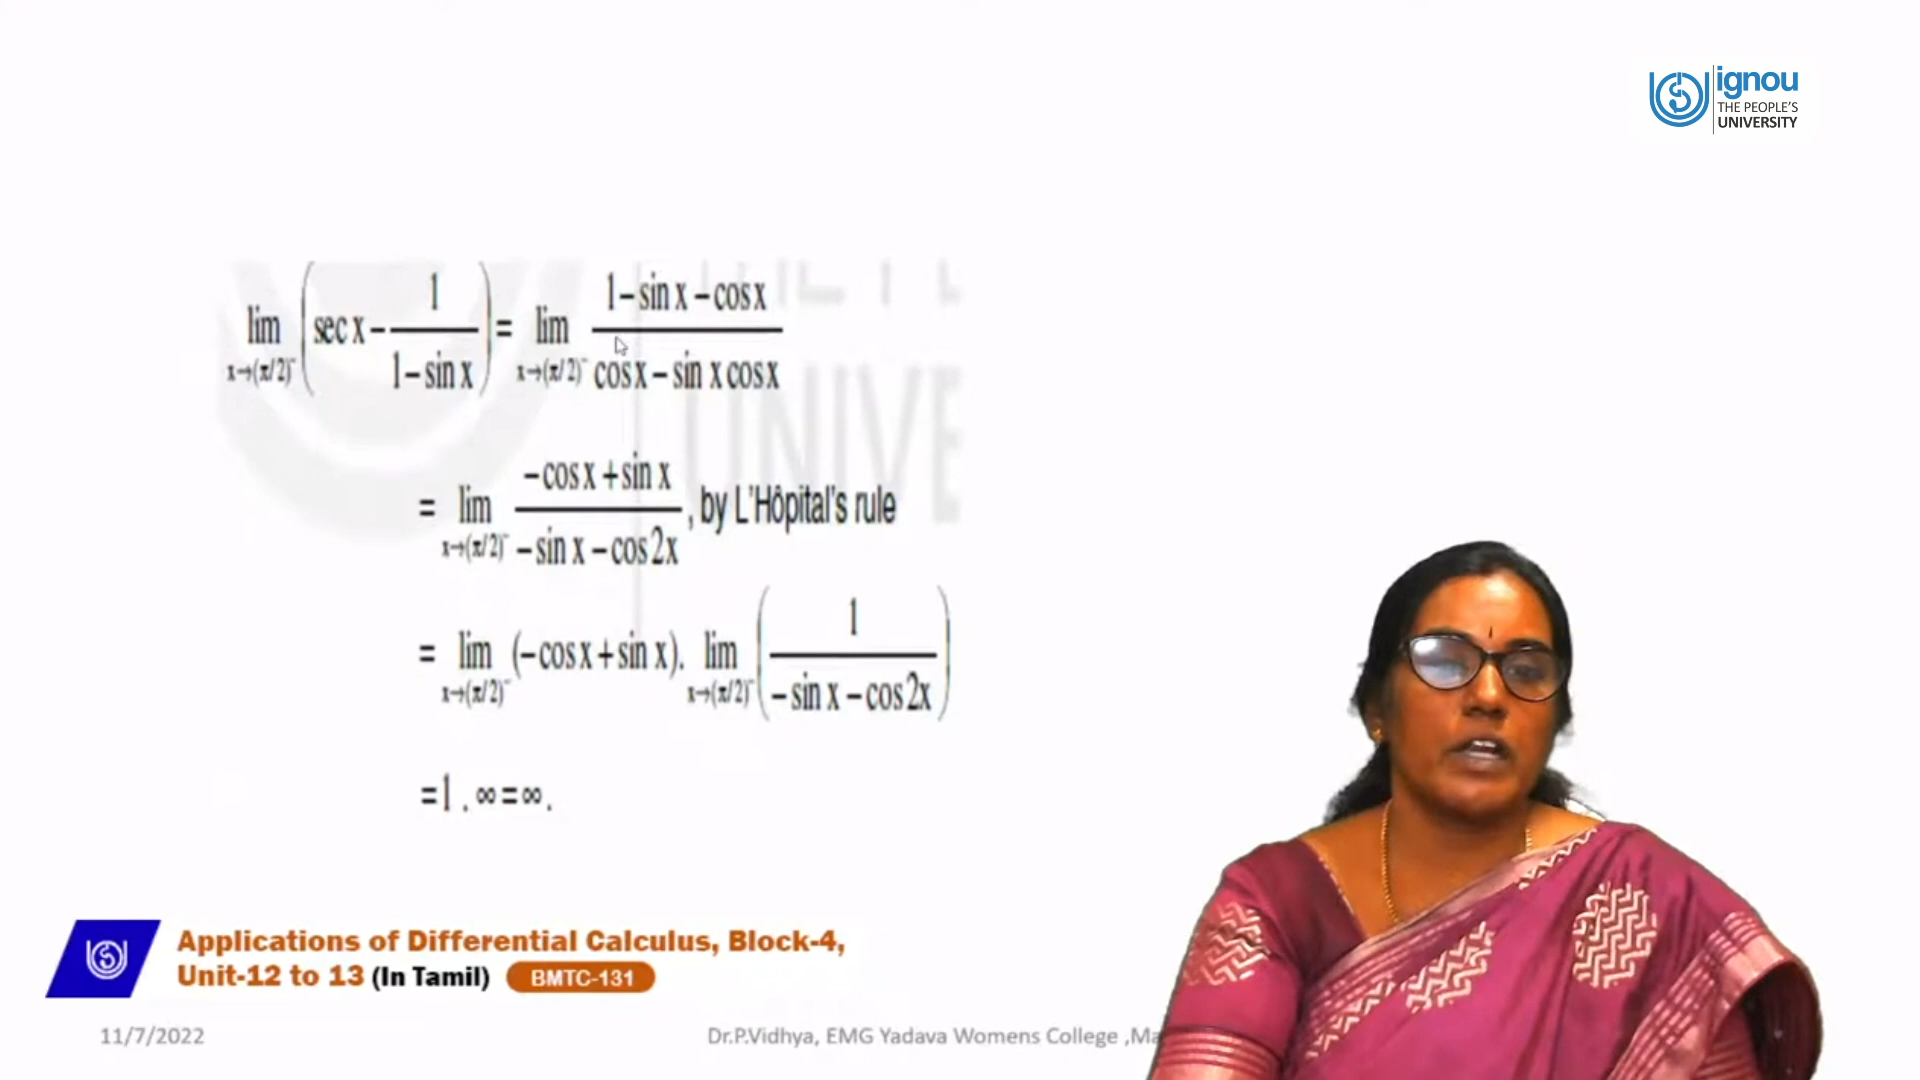 ignou
THE PEOPLE'S
UNIVERSITY
lim x→(π/2)⁻ (sec x − 1/(1−sin x)) = lim x→(π/2)⁻ (1−sin x−cos x)/(cos x−sin x cos x)
= lim x→(π/2)⁻ (−cos x+sin x)/(−sin x−cos 2x), by L'Hôpital's rule
= lim x→(π/2)⁻ (−cos x+sin x). lim x→(π/2)⁻ (1/(−sin x−cos 2x))
=1 . ∞=∞.
Applications of Differential Calculus, Block-4,
Unit-12 to 13 (In Tamil) BMTC-131
11/7/2022
Dr.P.Vidhya, EMG Yadava Womens College ,Ma